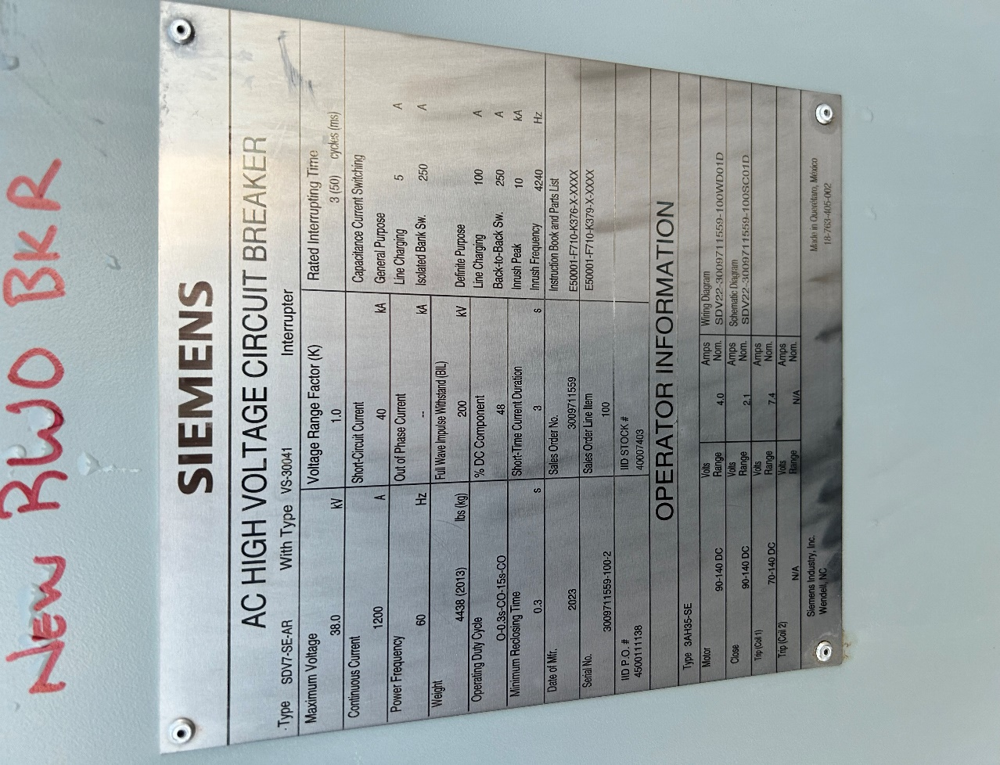 New RWO BKR
SIEMENS
AC HIGH VOLTAGE CIRCUIT BREAKER
Type SDV7-SE-AR With Type VS-30041 Interrupter
Maximum Voltage
38.0 kV
Voltage Range Factor (K)
1.0
Rated Interrupting Time
3 (50) cycles (ms)
Continuous Current
1200 A
Short-Circuit Current
40 kA
Capacitance Current Switching
General Purpose
Power Frequency
60 Hz
Out of Phase Current
-- kA
Line Charging 5 A
Isolated Bank Sw. 250 A
Weight
4438 (2013) lbs (kg)
Full Wave Impulse Withstand (BIL)
200 kV
Definite Purpose
Operating Duty Cycle
O-0.3s-CO-15s-CO
% DC Component
48
Line Charging 100 A
Back-to-Back Sw. 250 A
Minimum Reclosing Time
0.3 s
Short-Time Current Duration
3 s
Inrush Peak 10 kA
Inrush Frequency 4240 Hz
Date of Mfr.
2023
Sales Order No.
3009711559
Instruction Book and Parts List
E50001-F710-K376-X-XXXX
Serial No.
3009711559-100-2
Sales Order Line Item
100
E50001-F710-K379-X-XXXX
IID P.O. #
4500111138
IID STOCK #
40007403
OPERATOR INFORMATION
Type 3AH35-SE
Motor 90-140 DC Volts Range 4.0 Amps Nom.
Wiring Diagram
SDV22-3009711559-100WD01D
Close 90-140 DC Volts Range 2.1 Amps Nom.
Schematic Diagram
SDV22-3009711559-100SC01D
Trip (Coil 1) 70-140 DC Volts Range 7.4 Amps Nom.
Trip (Coil 2) N/A Volts Range N/A Amps Nom.
Siemens Industry, Inc.
Wendell, NC
Made in Querétaro, México
18-763-405-002